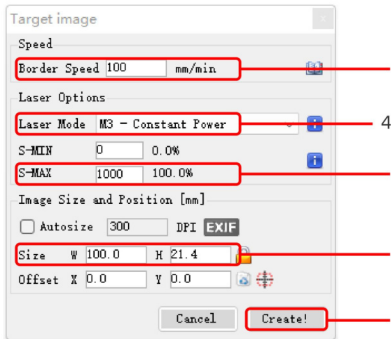 Target image
Speed
Border Speed 100 mm/min
Laser Options
Laser Mode M3 - Constant Power
4
S-MIN 0 0.0%
S-MAX 1000 100.0%
Image Size and Position [mm]
Autosize 300 DPI EXIF
Size W 100.0 H 21.4
Offset X 0.0 Y 0.0
Cancel Create!